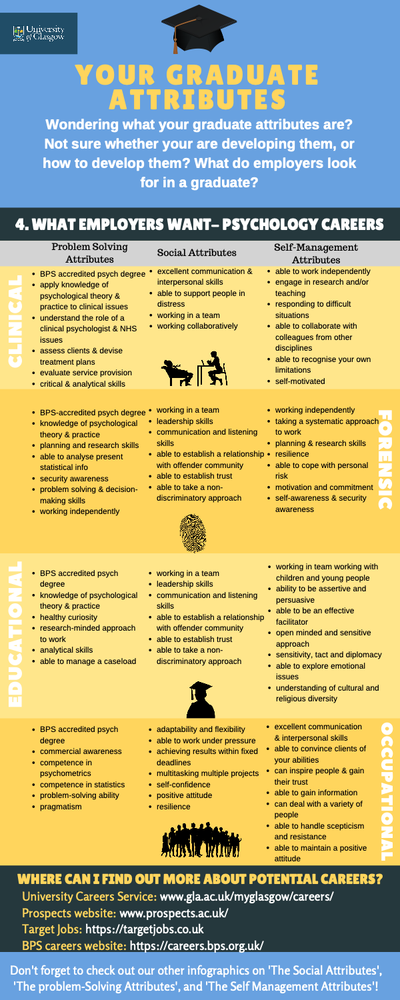 University
of Glasgow
YOUR GRADUATE
ATTRIBUTES
Wondering what your graduate attributes are?
Not sure whether your are developing them, or
how to develop them? What do employers look
for in a graduate?
4. WHAT EMPLOYERS WANT- PSYCHOLOGY CAREERS
Problem Solving
Attributes
Social Attributes
Self-Management
Attributes
CLINICAL
• BPS accredited psych degree
• apply knowledge of
psychological theory &
practice to clinical issues
• understand the role of a
clinical psychologist & NHS
issues
• assess clients & devise
treatment plans
• evaluate service provision
• critical & analytical skills
• excellent communication &
interpersonal skills
• able to support people in
distress
• working in a team
• working collaboratively
• able to work independently
• engage in research and/or
teaching
• responding to difficult
situations
• able to collaborate with
colleagues from other
disciplines
• able to recognise your own
limitations
• self-motivated
FORENSIC
• BPS-accredited psych degree
• knowledge of psychological
theory & practice
• planning and research skills
• able to analyse present
statistical info
• security awareness
• problem solving & decision-
making skills
• working independently
• working in a team
• leadership skills
• communication and listening
skills
• able to establish a relationship
with offender community
• able to establish trust
• able to take a non-
discriminatory approach
• working independently
• taking a systematic approach
to work
• planning & research skills
• resilience
• able to cope with personal
risk
• motivation and commitment
• self-awareness & security
awareness
EDUCATIONAL
• BPS accredited psych
degree
• knowledge of psychological
theory & practice
• healthy curiosity
• research-minded approach
to work
• analytical skills
• able to manage a caseload
• working in a team
• leadership skills
• communication and listening
skills
• able to establish a relationship
with offender community
• able to establish trust
• able to take a non-
discriminatory approach
• working in team working with
children and young people
• ability to be assertive and
persuasive
• able to be an effective
facilitator
• open minded and sensitive
approach
• sensitivity, tact and diplomacy
• able to explore emotional
issues
• understanding of cultural and
religious diversity
OCCUPATIONAL
• BPS accredited psych
degree
• commercial awareness
• competence in
psychometrics
• competence in statistics
• problem-solving ability
• pragmatism
• adaptability and flexibility
• able to work under pressure
• achieving results within fixed
deadlines
• multitasking multiple projects
• self-confidence
• positive attitude
• resilience
• excellent communication
& interpersonal skills
• able to convince clients of
your abilities
• can inspire people & gain
their trust
• able to gain information
• can deal with a variety of
people
• able to handle scepticism
and resistance
• able to maintain a positive
attitude
WHERE CAN I FIND OUT MORE ABOUT POTENTIAL CAREERS?
University Careers Service: www.gla.ac.uk/myglasgow/careers/
Prospects website: www.prospects.ac.uk/
Target Jobs: https://targetjobs.co.uk
BPS careers website: https://careers.bps.org.uk/
Don't forget to check out our other infographics on 'The Social Attributes',
'The problem-Solving Attributes', and 'The Self Management Attributes'!